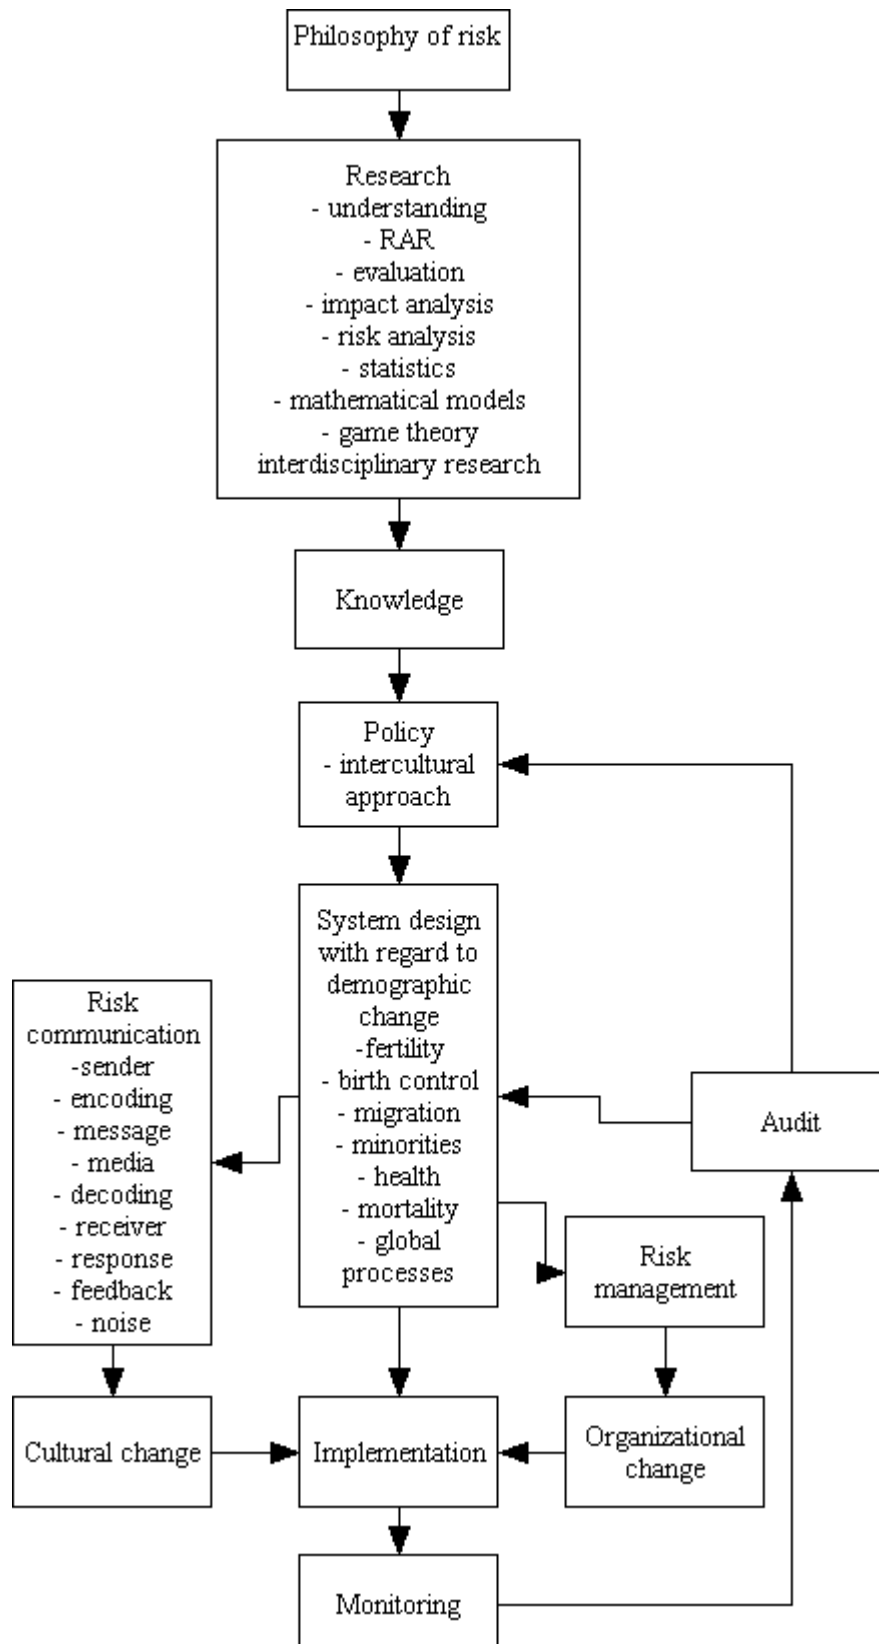 Philosophy of risk
Research
- understanding
- RAR
- evaluation
- impact analysis
- risk analysis
- statistics
- mathematical models
- game theory
interdisciplinary research
Knowledge
Policy
- intercultural
approach
System design
with regard to
demographic
change
-fertility
- birth control
- migration
- minorities
- health
- mortality
- global
processes
Risk
communication
-sender
- encoding
- message
- media
- decoding
- receiver
- response
- feedback
- noise
Audit
Risk
management
Cultural change
Implementation
Organizational
change
Monitoring